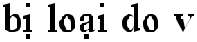 bị loại do v